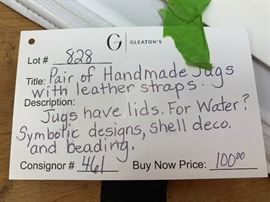 G | GLEATON'S
Lot # 828
Title: Pair of Handmade Jugs
with leather straps.
Description:
Jugs have lids. For Water?
Symbolic designs, shell deco.
and beading.
Consignor # 461 Buy Now Price: 100.00